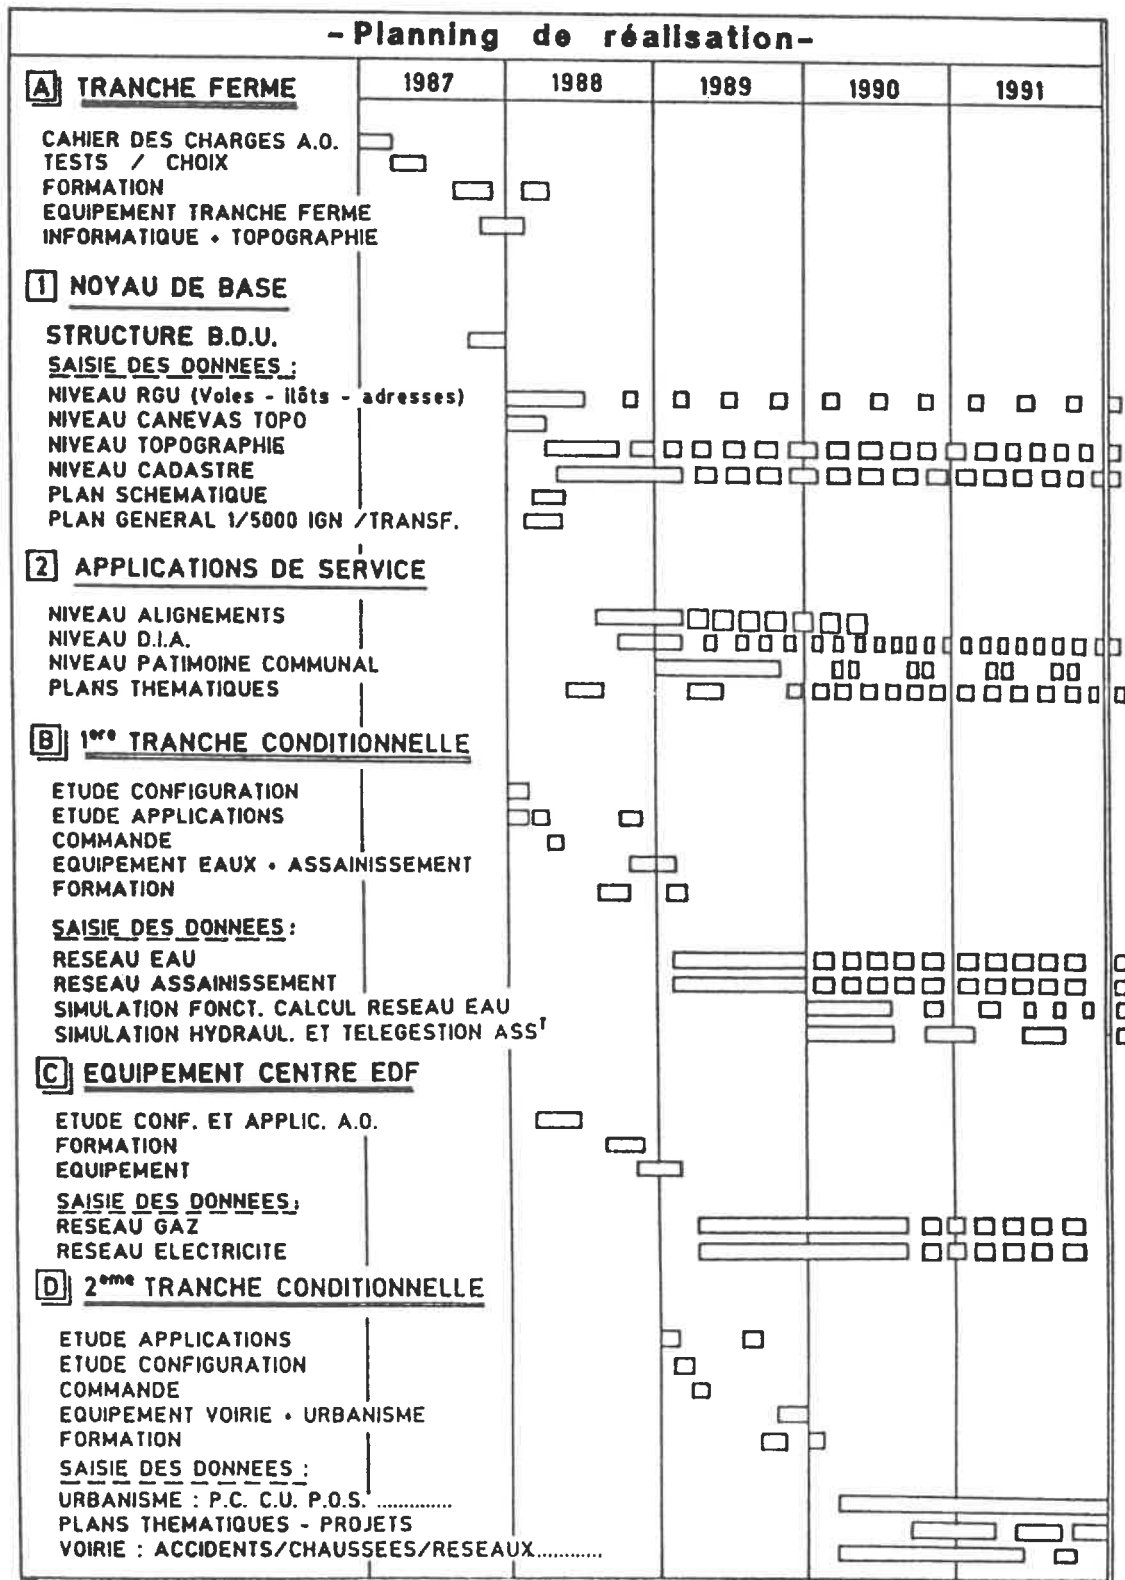 -Planning de réalisation-
A TRANCHE FERME
1987 1988 1989 1990 1991
CAHIER DES CHARGES A.O.
TESTS / CHOIX
FORMATION
EQUIPEMENT TRANCHE FERME
INFORMATIQUE + TOPOGRAPHIE
1 NOYAU DE BASE
STRUCTURE B.D.U.
SAISIE DES DONNEES :
NIVEAU RGU (Voies - ilôts - adresses)
NIVEAU CANEVAS TOPO
NIVEAU TOPOGRAPHIE
NIVEAU CADASTRE
PLAN SCHEMATIQUE
PLAN GENERAL 1/5000 IGN / TRANSF.
2 APPLICATIONS DE SERVICE
NIVEAU ALIGNEMENTS
NIVEAU D.I.A.
NIVEAU PATIMOINE COMMUNAL
PLANS THEMATIQUES
B 1ere TRANCHE CONDITIONNELLE
ETUDE CONFIGURATION
ETUDE APPLICATIONS
COMMANDE
EQUIPEMENT EAUX + ASSAINISSEMENT
FORMATION
SAISIE DES DONNEES :
RESEAU EAU
RESEAU ASSAINISSEMENT
SIMULATION FONCT. CALCUL RESEAU EAU
SIMULATION HYDRAUL. ET TELEGESTION ASST
C EQUIPEMENT CENTRE EDF
ETUDE CONF. ET APPLIC. A.O.
FORMATION
EQUIPEMENT
SAISIE DES DONNEES :
RESEAU GAZ
RESEAU ELECTRICITE
D 2eme TRANCHE CONDITIONNELLE
ETUDE APPLICATIONS
ETUDE CONFIGURATION
COMMANDE
EQUIPEMENT VOIRIE + URBANISME
FORMATION
SAISIE DES DONNEES :
URBANISME : P.C. C.U. P.O.S. ..............
PLANS THEMATIQUES - PROJETS
VOIRIE : ACCIDENTS/CHAUSSEES/RESEAUX............